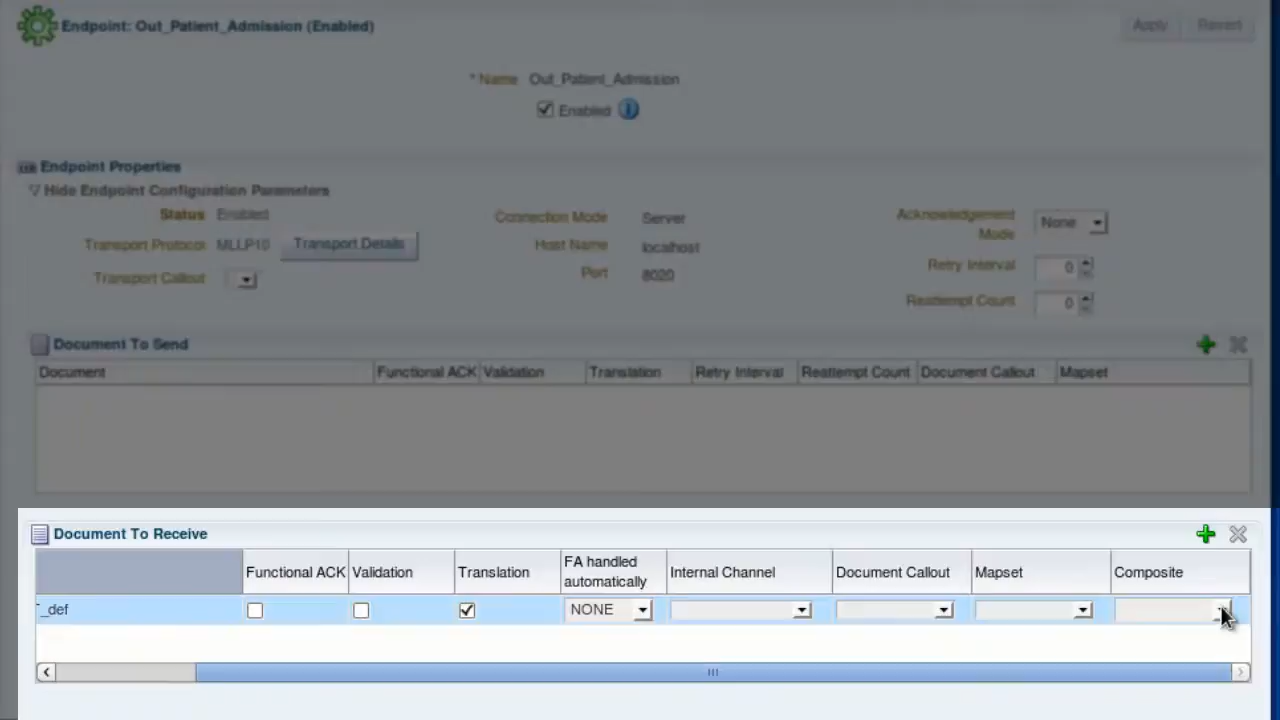 Endpoint: Out_Patient_Admission (Enabled)
Apply Revert
* Name Out_Patient_Admission
Enabled
Endpoint Properties
Hide Endpoint Configuration Parameters
Status Enabled
Transport Protocol MLLP10 Transport Details
Transport Callout
Connection Mode Server
Host Name localhost
Port 8020
Acknowledgement
Mode None
Retry Interval 0
Reattempt Count 0
Document To Send
Document Functional ACK Validation Translation Retry Interval Reattempt Count Document Callout Mapset
Document To Receive
Functional ACK Validation Translation FA handled
automatically Internal Channel Document Callout Mapset Composite
_def NONE